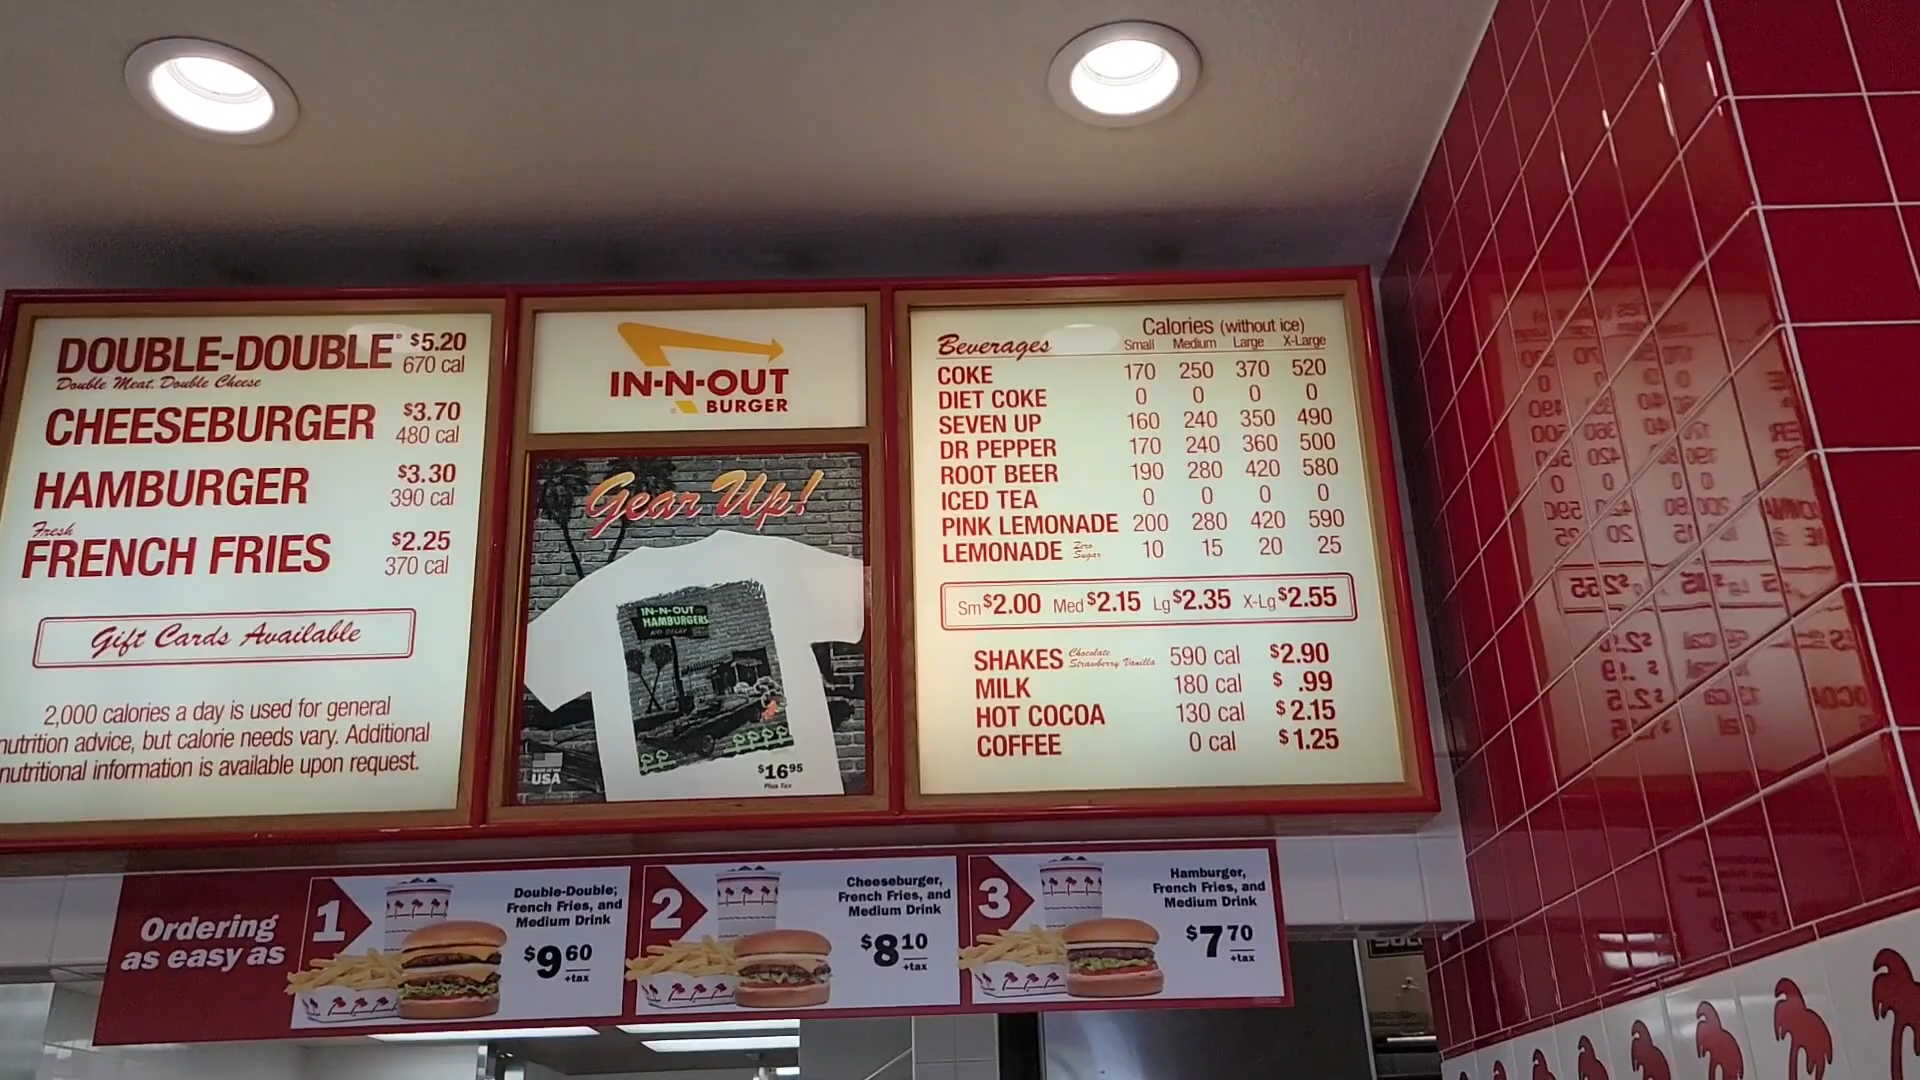 DOUBLE-DOUBLE® $5.20
Double Meat. Double Cheese 670 cal
CHEESEBURGER $3.70
480 cal
HAMBURGER $3.30
390 cal
Fresh
FRENCH FRIES $2.25
370 cal
Gift Cards Available
2,000 calories a day is used for general
nutrition advice, but calorie needs vary. Additional
nutritional information is available upon request.
IN-N-OUT
BURGER
Gear Up!
IN-N-OUT
HAMBURGERS
NO DELAY
USA
$16.95
Plus Tax
Calories (without ice)
Beverages Small Medium Large X-Large
COKE 170 250 370 520
DIET COKE 0 0 0 0
SEVEN UP 160 240 350 490
DR PEPPER 170 240 360 500
ROOT BEER 190 280 420 580
ICED TEA 0 0 0 0
PINK LEMONADE 200 280 420 590
LEMONADE Zero Sugar 10 15 20 25
Sm $2.00 Med $2.15 Lg $2.35 X-Lg $2.55
SHAKES Chocolate Strawberry Vanilla 590 cal $2.90
MILK 180 cal $ .99
HOT COCOA 130 cal $2.15
COFFEE 0 cal $1.25
Ordering
as easy as
1
Double-Double,
French Fries, and
Medium Drink
$9.60
+tax
2
Cheeseburger,
French Fries, and
Medium Drink
$8.10
+tax
3
Hamburger,
French Fries, and
Medium Drink
$7.70
+tax